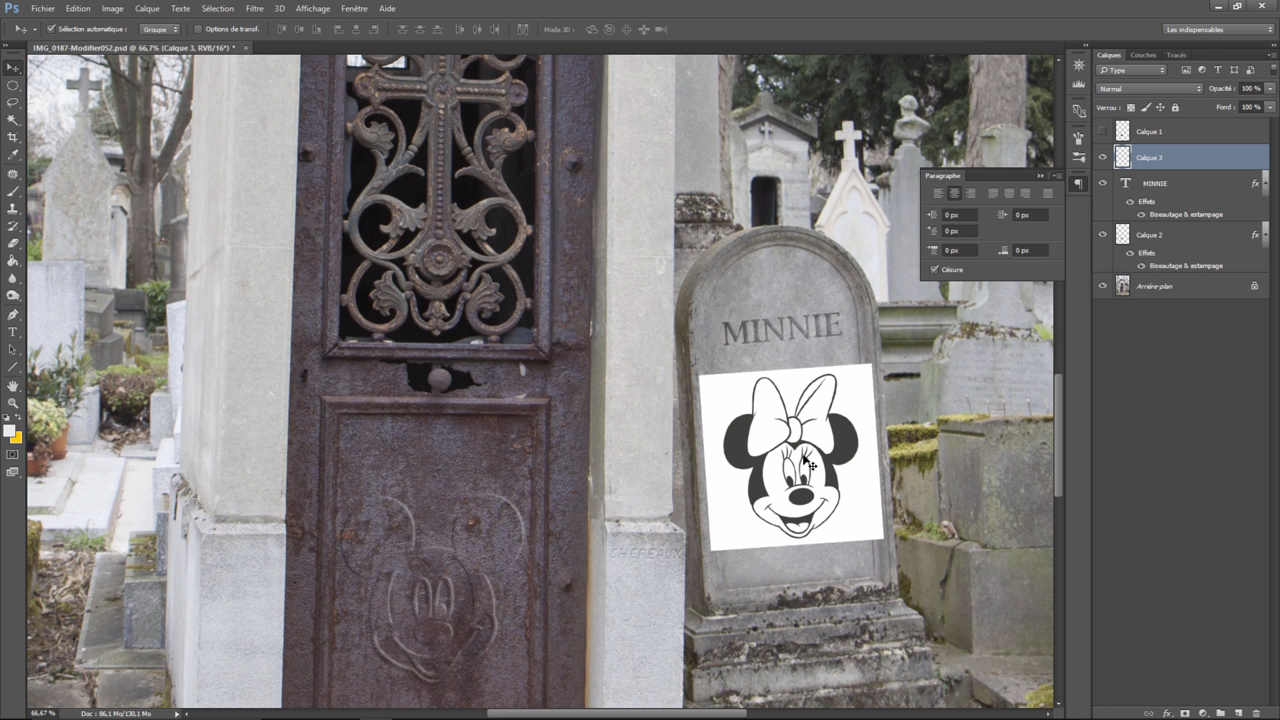 Ps Fichier Edition Image Calque Texte Sélection Filtre 3D Affichage Fenêtre Aide
Sélection automatique : Groupe Options de transf. Mode 3D : Les indispensables
IMG_0187-Modifier052.psd @ 66,7% (Calque 3, RVB/16*) * ×
Calques Couches Tracés
Type
Normal Opacité : 100 %
Verrou : Fond : 100 %
Calque 1
Calque 3
T MINNIE fx
Effets
Biseautage & estampage
Calque 2 fx
Effets
Biseautage & estampage
Arrière-plan
Paragraphe
0 px 0 px
0 px
0 px 0 px
Césure
MINNIE
66,67 % Doc : 86,1 Mo/130,1 Mo